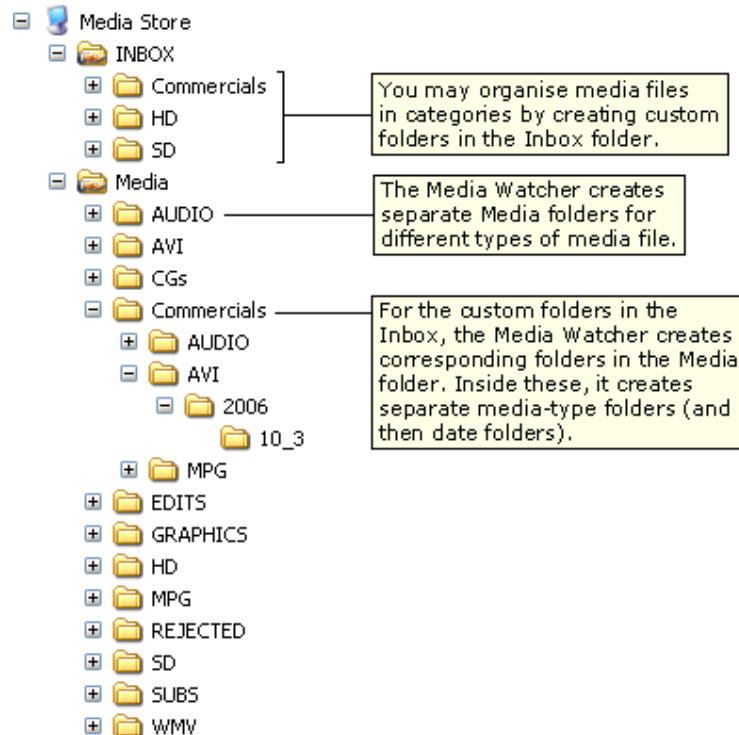 Media Store
INBOX
Commercials
HD
SD
You may organise media files
in categories by creating custom
folders in the Inbox folder.
Media
AUDIO
AVI
CGs
The Media Watcher creates
separate Media folders for
different types of media file.
Commercials
AUDIO
AVI
2006
10_3
MPG
For the custom folders in the
Inbox, the Media Watcher creates
corresponding folders in the Media
folder. Inside these, it creates
separate media-type folders (and
then date folders).
EDITS
GRAPHICS
HD
MPG
REJECTED
SD
SUBS
WMV